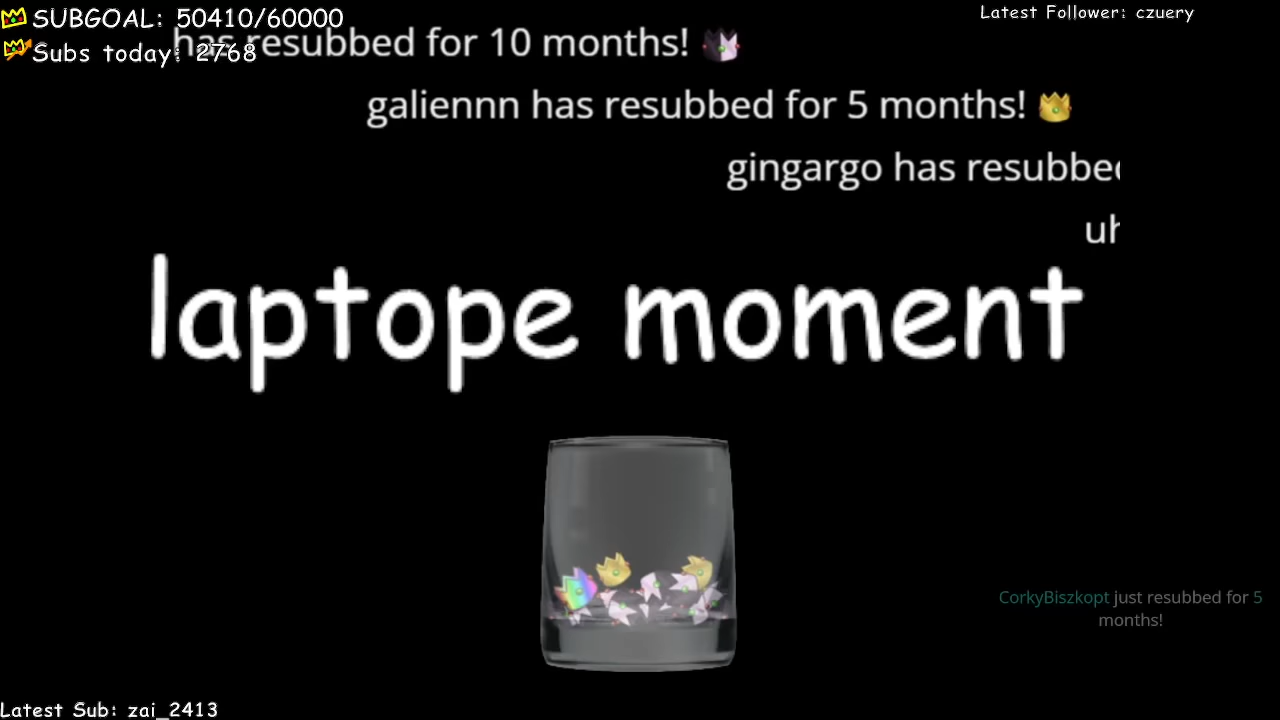 SUBGOAL: 50410/60000
Latest Follower: czuery
has resubbed for 10 months!
Subs today: 2768
galiennn has resubbed for 5 months!
gingargo has resubbed
uh
laptope moment
CorkyBiszkopt just resubbed for 5
months!
Latest Sub: zai_2413